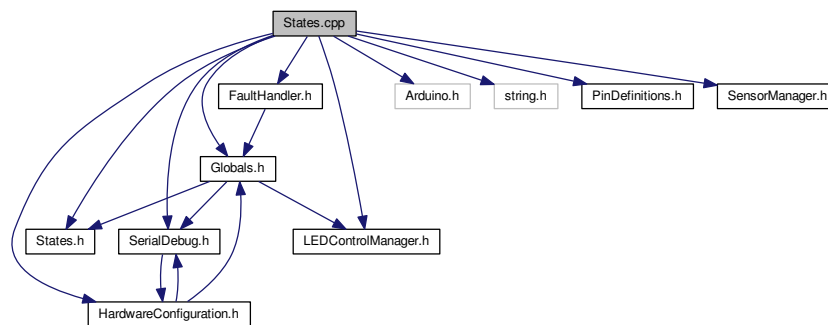 States.cpp
FaultHandler.h
Arduino.h
string.h
PinDefinitions.h
SensorManager.h
Globals.h
States.h
SerialDebug.h
LEDControlManager.h
HardwareConfiguration.h